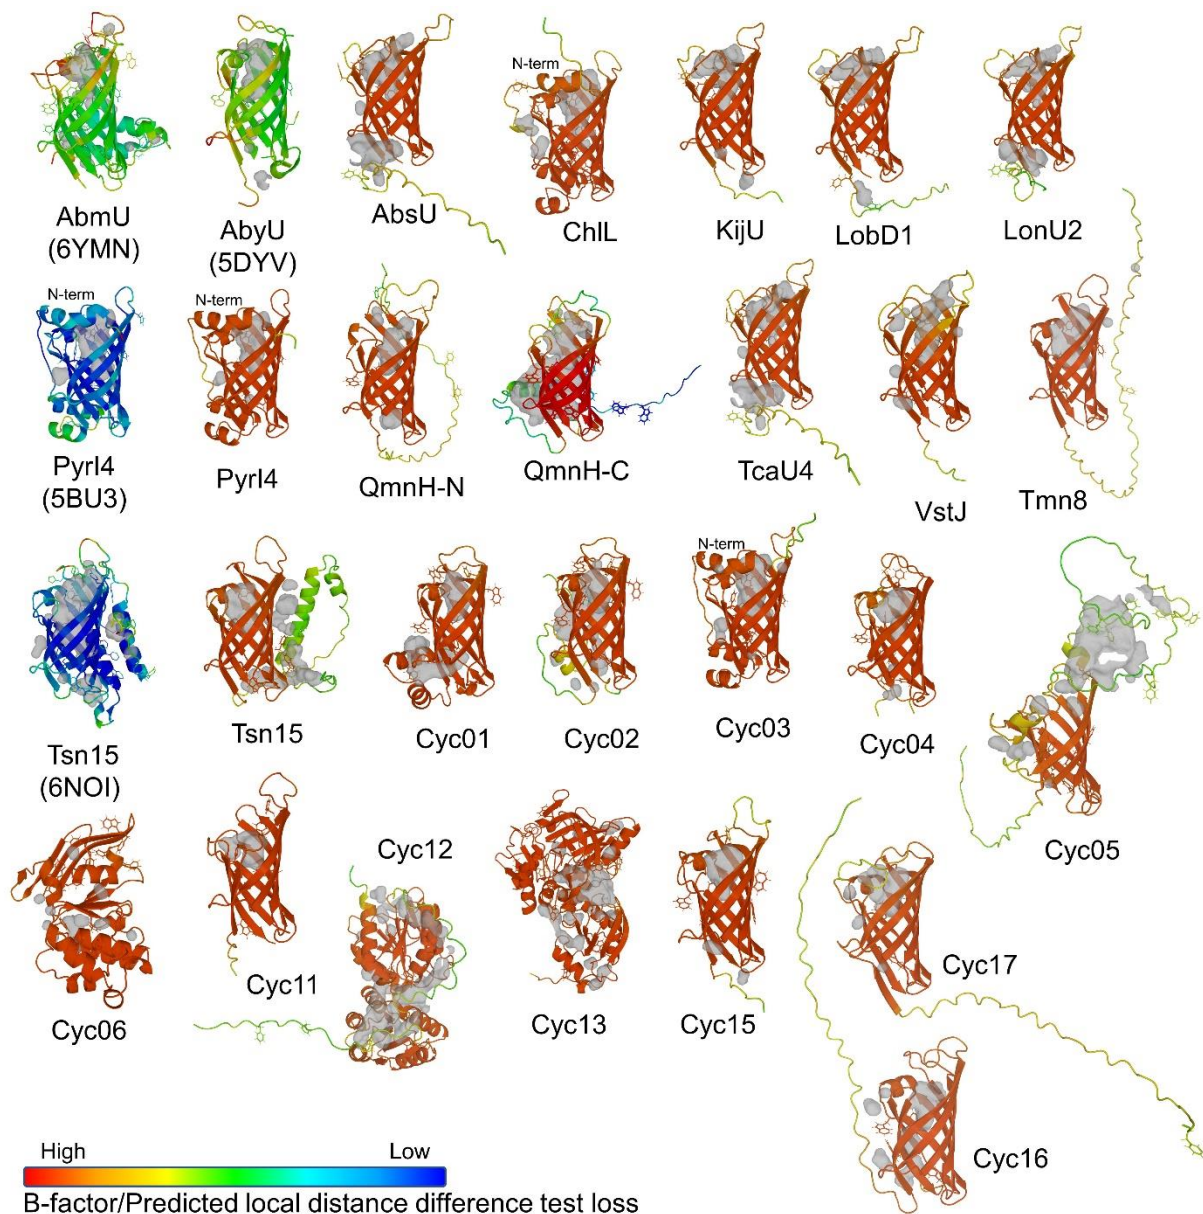 N-term
AbmU
(6YMN)
AbyU
(5DYV)
AbsU
ChlL
KijU
LobD1
LonU2
N-term
N-term
PyrI4
(5BU3)
PyrI4
QmnH-N
QmnH-C
TcaU4
VstJ
Tmn8
N-term
Tsn15
(6NOI)
Tsn15
Cyc01
Cyc02
Cyc03
Cyc04
Cyc05
Cyc06
Cyc11
Cyc12
Cyc13
Cyc15
Cyc17
Cyc16
High Low
B-factor/Predicted local distance difference test loss